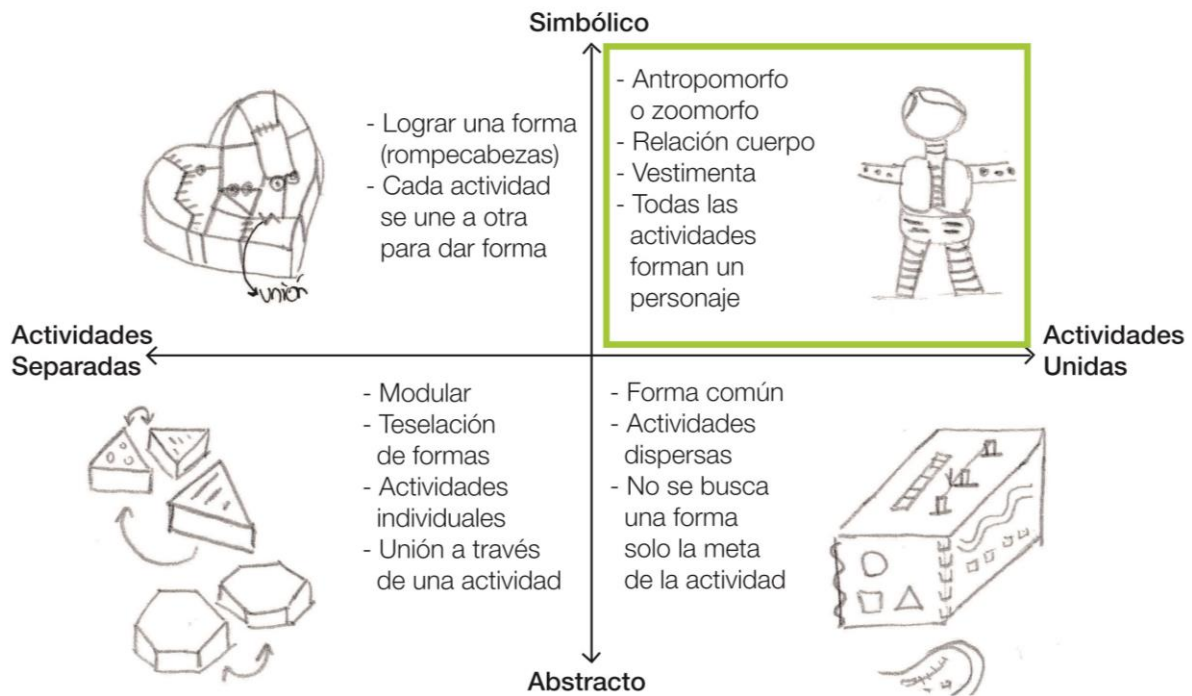 Simbólico
- Lograr una forma
(rompecabezas)
- Cada actividad
se une a otra
para dar forma
unión
- Antropomorfo
o zoomorfo
- Relación cuerpo
- Vestimenta
- Todas las
actividades
forman un
personaje
Actividades
Separadas
Actividades
Unidas
- Modular
- Teselación
de formas
- Actividades
individuales
- Unión a través
de una actividad
- Forma común
- Actividades
dispersas
- No se busca
una forma
solo la meta
de la actividad
Abstracto